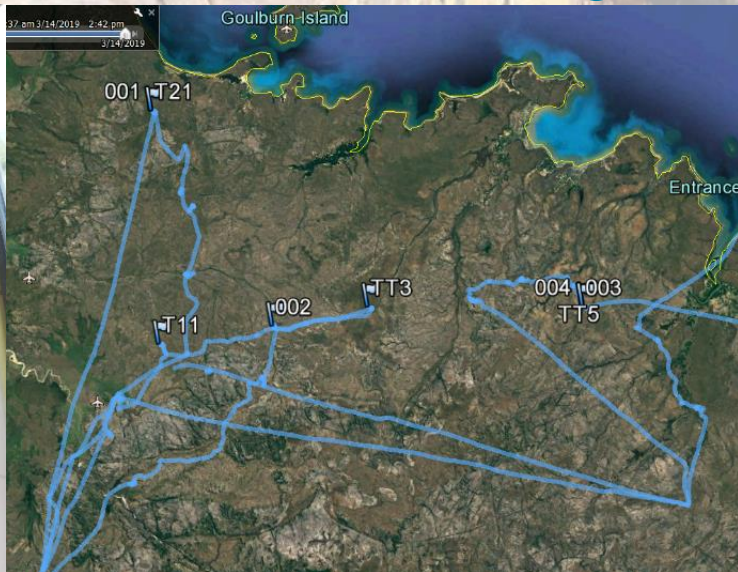 :37 am 3/14/2019 2:42 pm
3/14/2019
Goulburn Island
001 T21
Entrance
TT3
004 003
002
TT5
T11